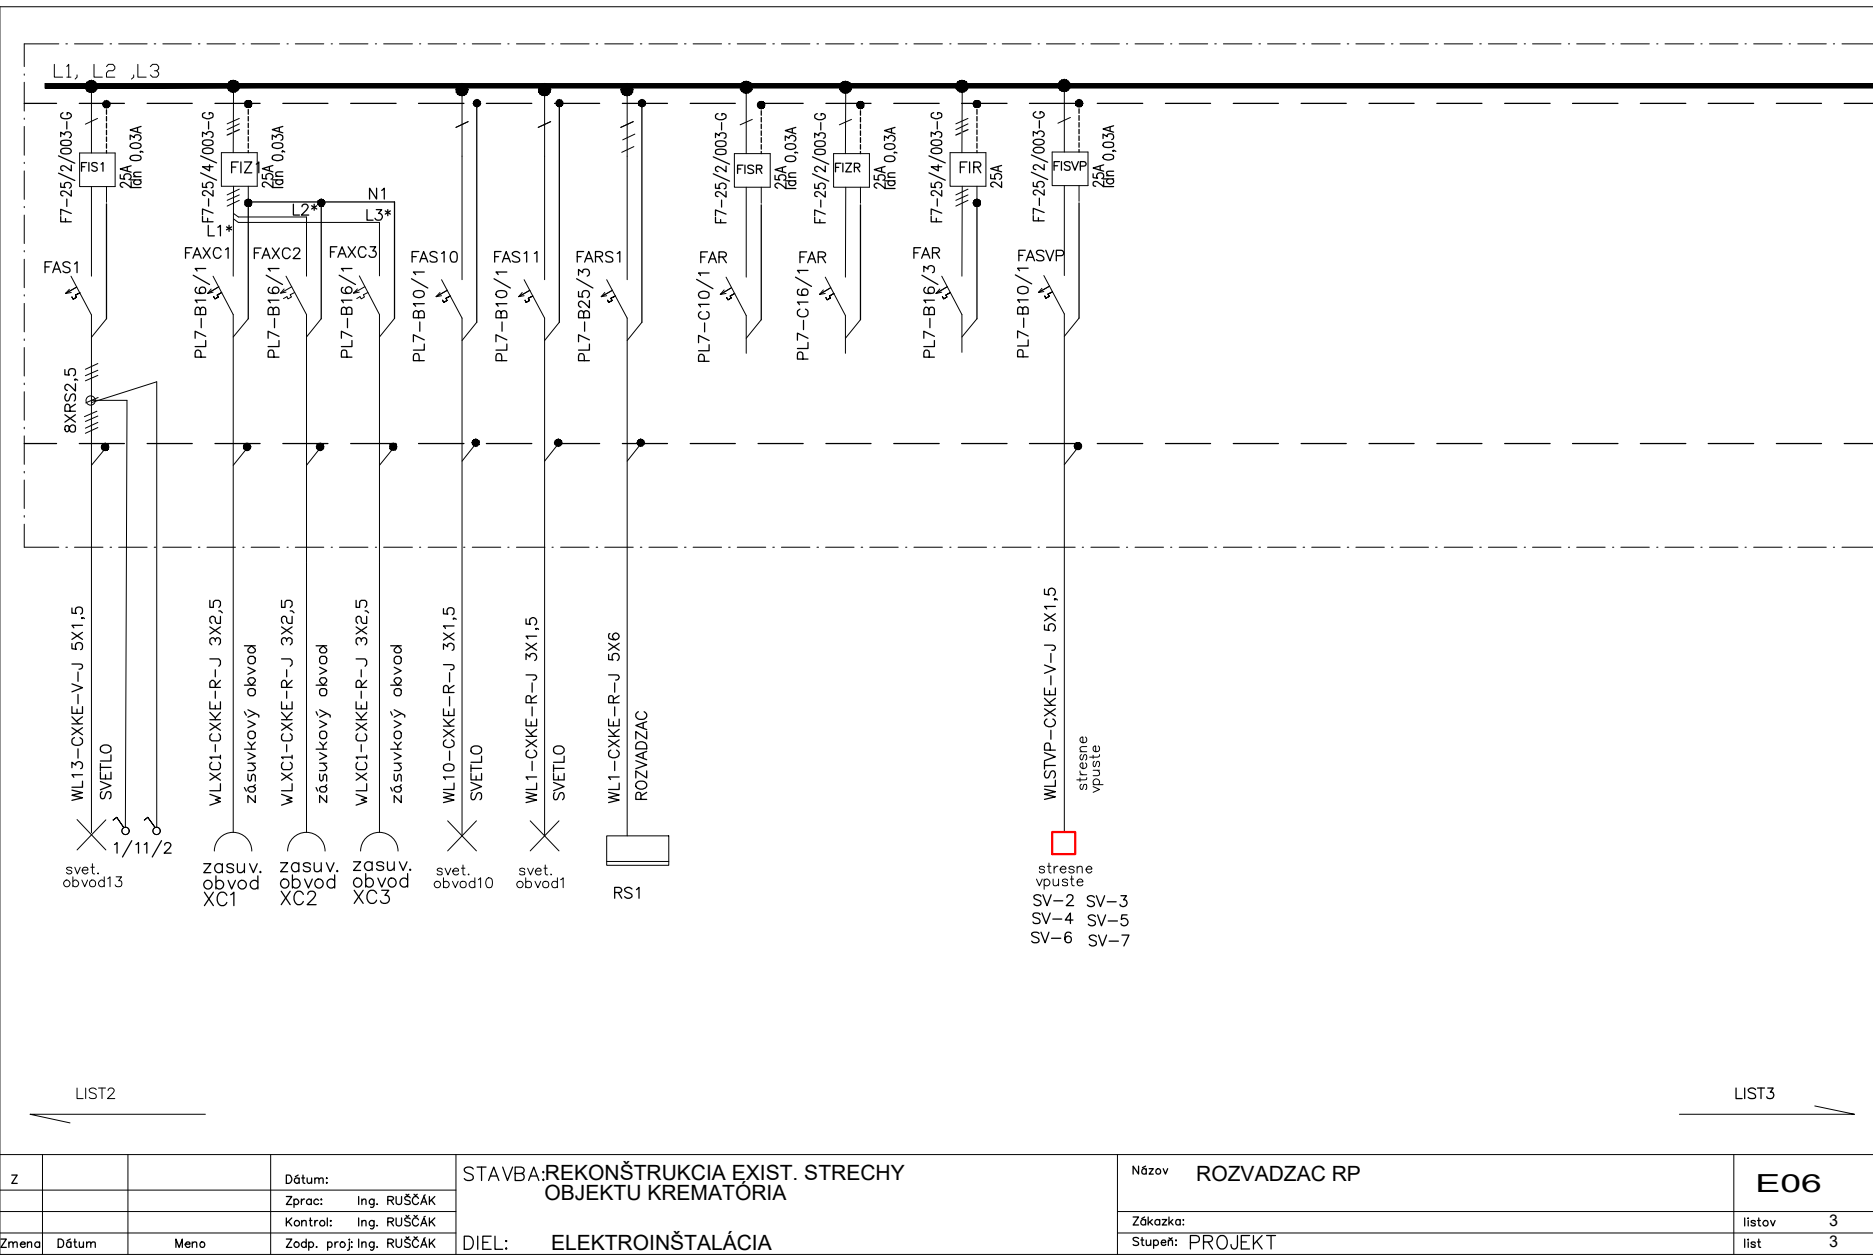 L1, L2 ,L3
F7-25/2/003-G
FIS1
25A
Idn 0,03A
F7-25/4/003-G
FIZ1
25A
Idn 0,03A
N1
L2*
L3*
L1*
F7-25/2/003-G
FISR
25A
Idn 0,03A
F7-25/2/003-G
FIZR
25A
Idn 0,03A
F7-25/4/003-G
FIR
25A
F7-25/2/003-G
FISVP
25A
Idn 0,03A
FAS1
FAXC1
PL7-B16/1
FAXC2
PL7-B16/1
FAXC3
PL7-B16/1
FAS10
PL7-B10/1
FAS11
PL7-B10/1
FARS1
PL7-B25/3
FAR
PL7-C10/1
FAR
PL7-C16/1
FAR
PL7-B16/3
FASVP
PL7-B10/1
8XRS2,5
WL13-CXKE-V-J 5X1,5
SVETLO
WLXC1-CXKE-R-J 3X2,5
zásuvkový obvod
WLXC1-CXKE-R-J 3X2,5
zásuvkový obvod
WLXC1-CXKE-R-J 3X2,5
zásuvkový obvod
WL10-CXKE-R-J 3X1,5
SVETLO
WL1-CXKE-R-J 3X1,5
SVETLO
WL1-CXKE-R-J 5X6
ROZVADZAC
WLSTVP-CXKE-V-J 5X1,5
stresne
vpuste
1/11/2
svet.
obvod13
zasuv.
obvod
XC1
zasuv.
obvod
XC2
zasuv.
obvod
XC3
svet.
obvod10
svet.
obvod1
RS1
stresne
vpuste
SV-2 SV-3
SV-4 SV-5
SV-6 SV-7
LIST2
LIST3
Z
Zmena Dátum Meno
Dátum:
Zprac: Ing. RUŠČÁK
Kontrol: Ing. RUŠČÁK
Zodp. proj: Ing. RUŠČÁK
STAVBA: REKONŠTRUKCIA EXIST. STRECHY
OBJEKTU KREMATÓRIA
DIEL: ELEKTROINŠTALÁCIA
Názov ROZVADZAC RP
Zákazka:
Stupeň: PROJEKT
E06
listov 3
list 3